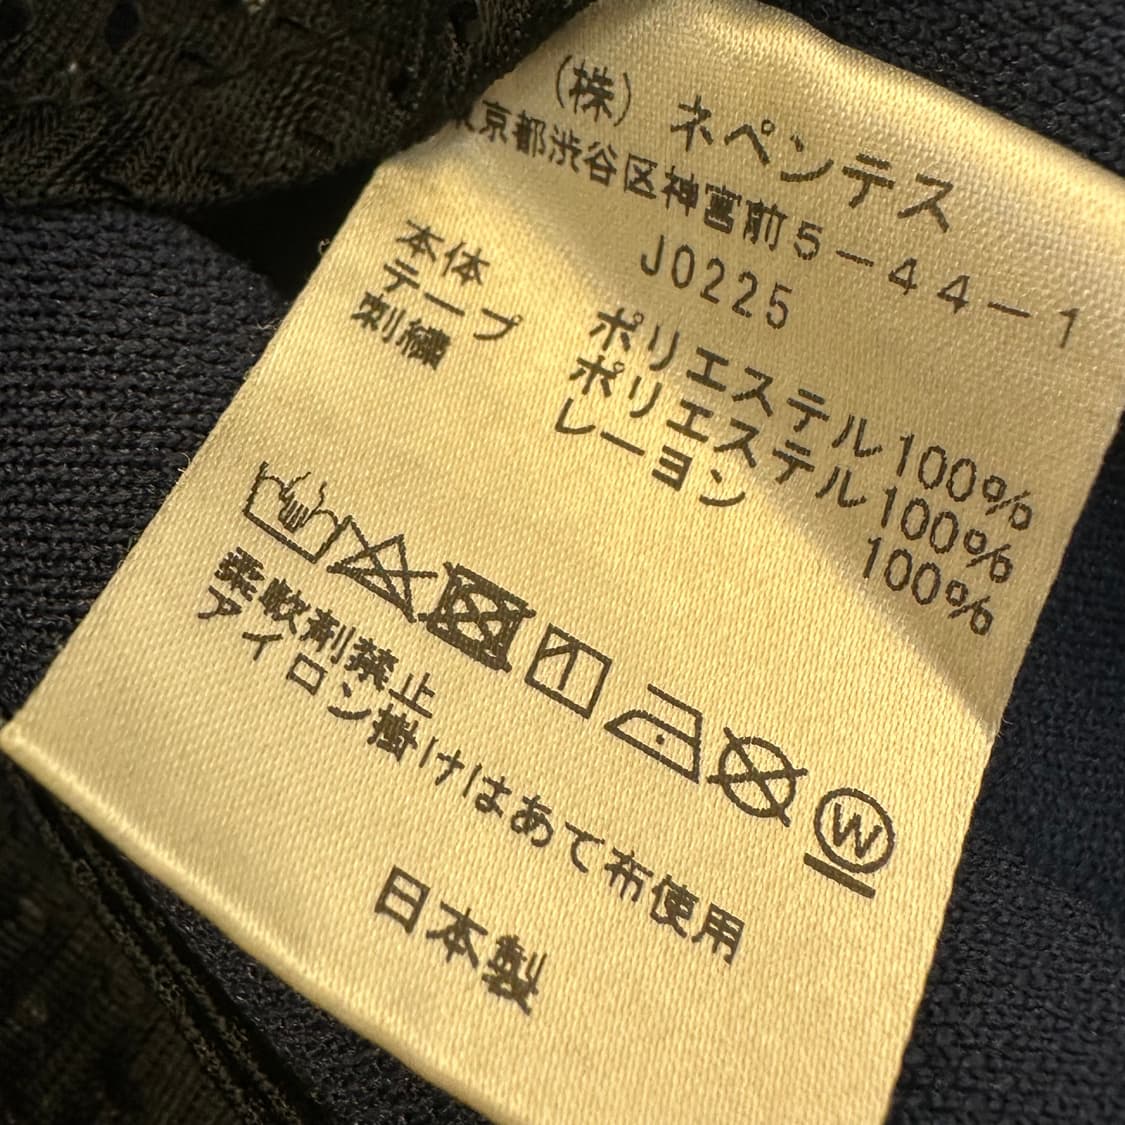 (株) ネペンテス
東京都渋谷区神宮前5-44-1
J0225
本体 ポリエステル100%
テープ ポリエステル100%
刺繍 レーヨン 100%
W
柔軟剤禁止
アイロン掛けはあて布使用
日本製